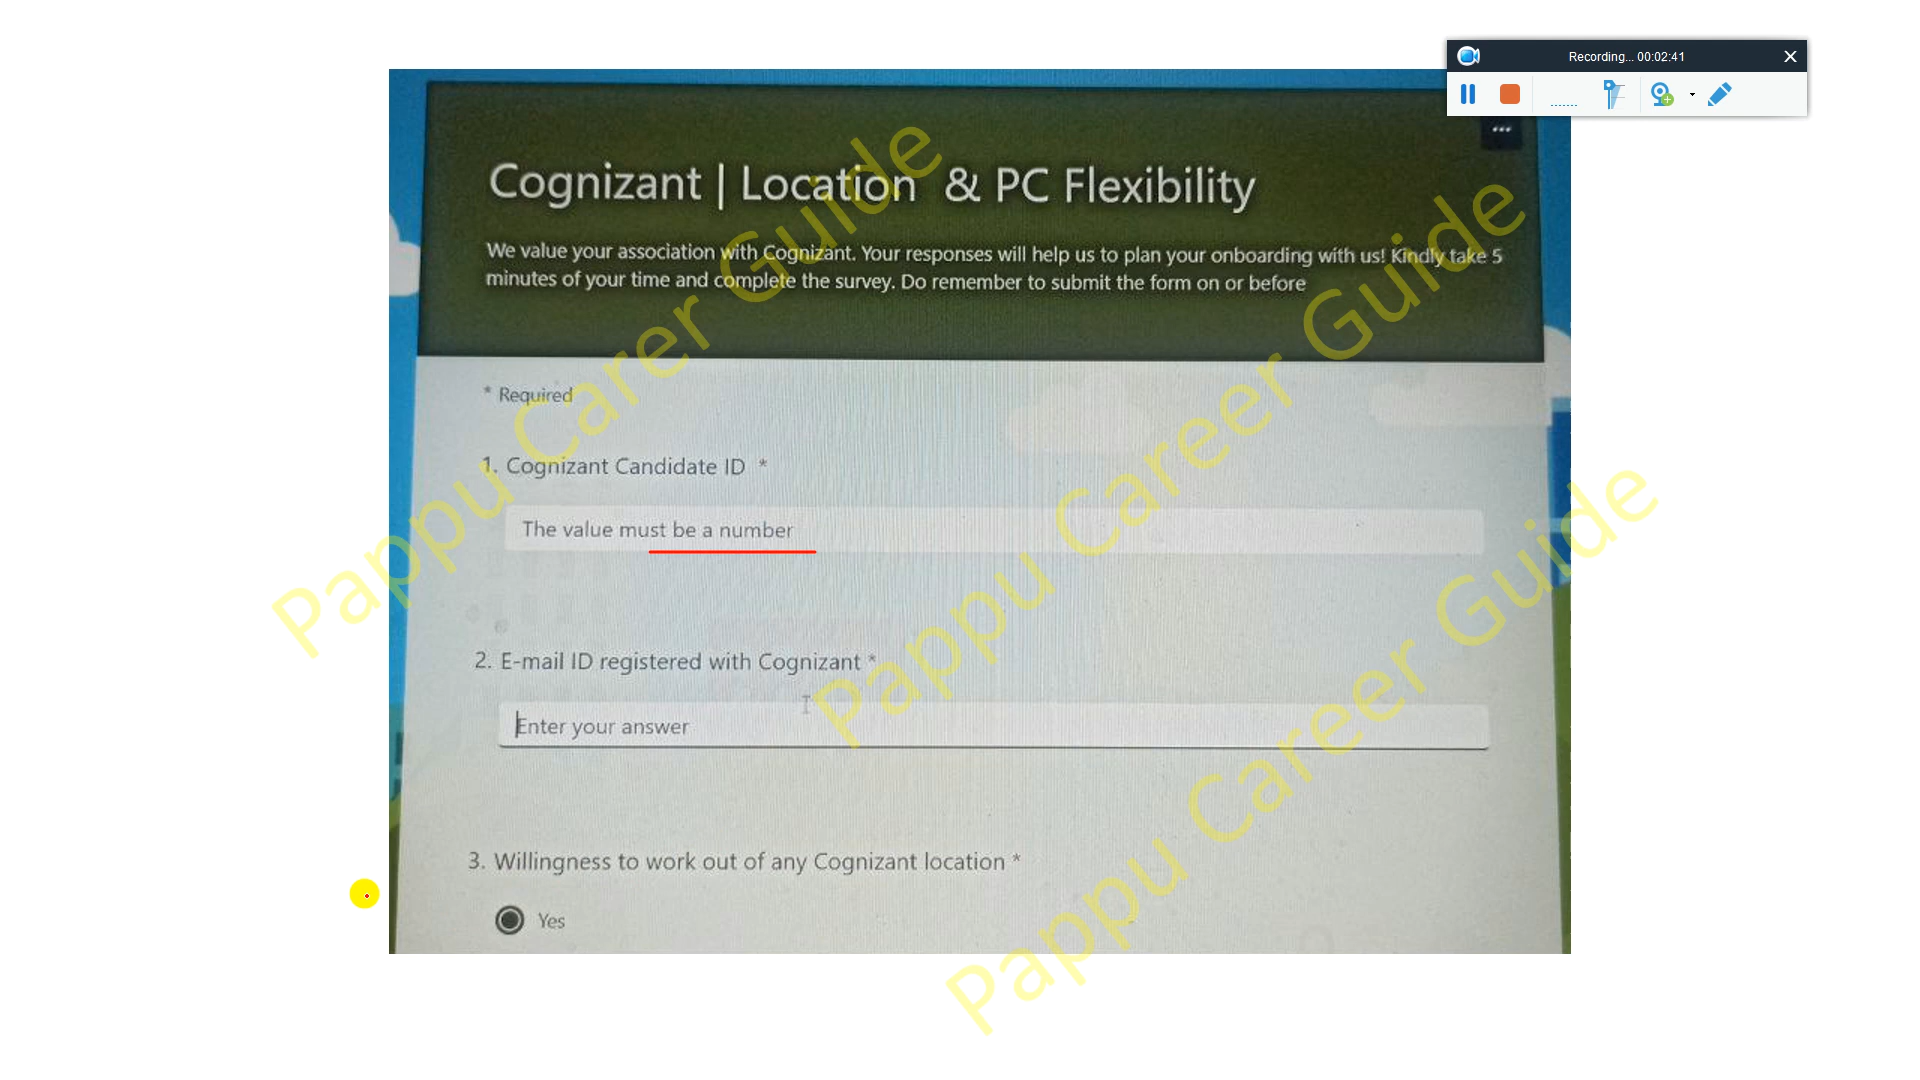 Recording... 00:02:41
Cognizant | Location & PC Flexibility
We value your association with Cognizant. Your responses will help us to plan your onboarding with us! Kindly take 5
minutes of your time and complete the survey. Do remember to submit the form on or before
* Required
1. Cognizant Candidate ID *
The value must be a number
2. E-mail ID registered with Cognizant *
Enter your answer
3. Willingness to work out of any Cognizant location *
Yes
Pappu Carer Guide
Pappu Career Guide
Pappu Career Guide